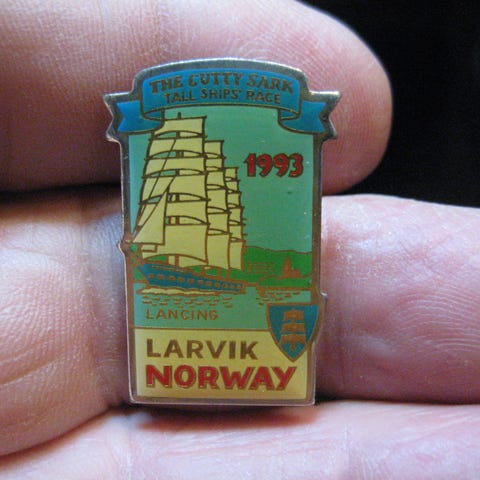 THE CUTTY SARK
TALL SHIPS' RACE
1993
LANCING
LARVIK
NORWAY